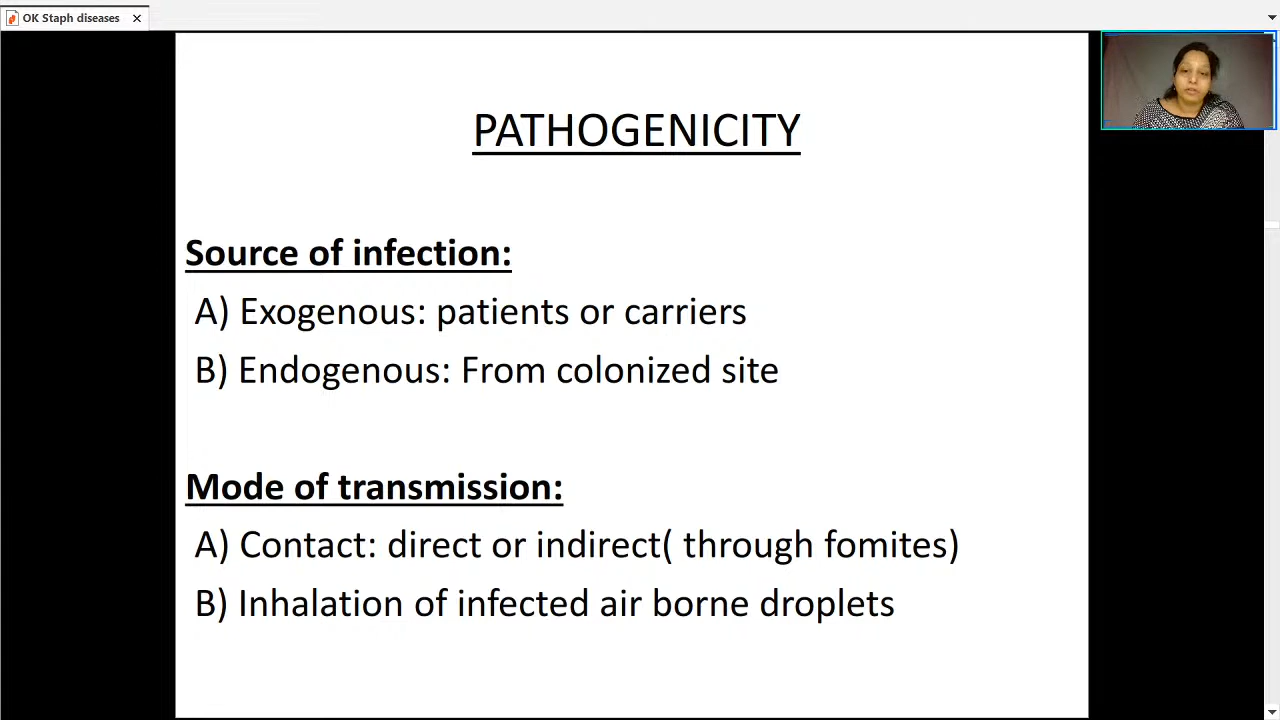 OK Staph diseases
PATHOGENICITY
Source of infection:
A) Exogenous: patients or carriers
B) Endogenous: From colonized site
Mode of transmission:
A) Contact: direct or indirect( through fomites)
B) Inhalation of infected air borne droplets